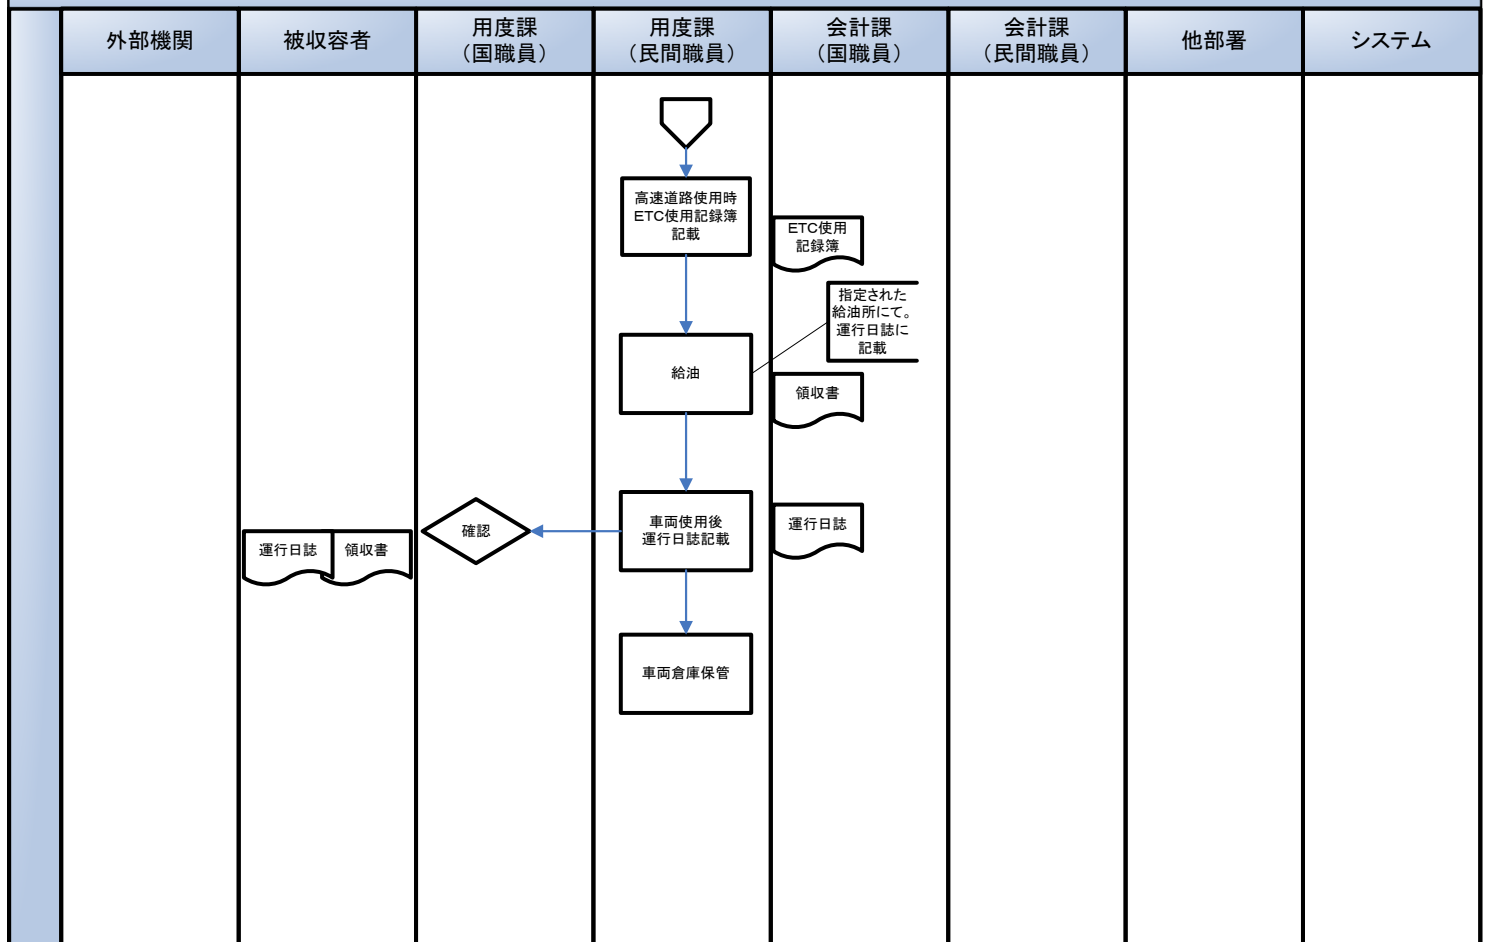 外部機関
被収容者
用度課
（国職員）
用度課
（民間職員）
会計課
（国職員）
会計課
（民間職員）
他部署
システム
高速道路使用時
ETC使用記録簿
記載
ETC使用
記録簿
指定された
給油所にて。
運行日誌に
記載
給油
領収書
車両使用後
運行日誌記載
運行日誌
確認
運行日誌
領収書
車両倉庫保管